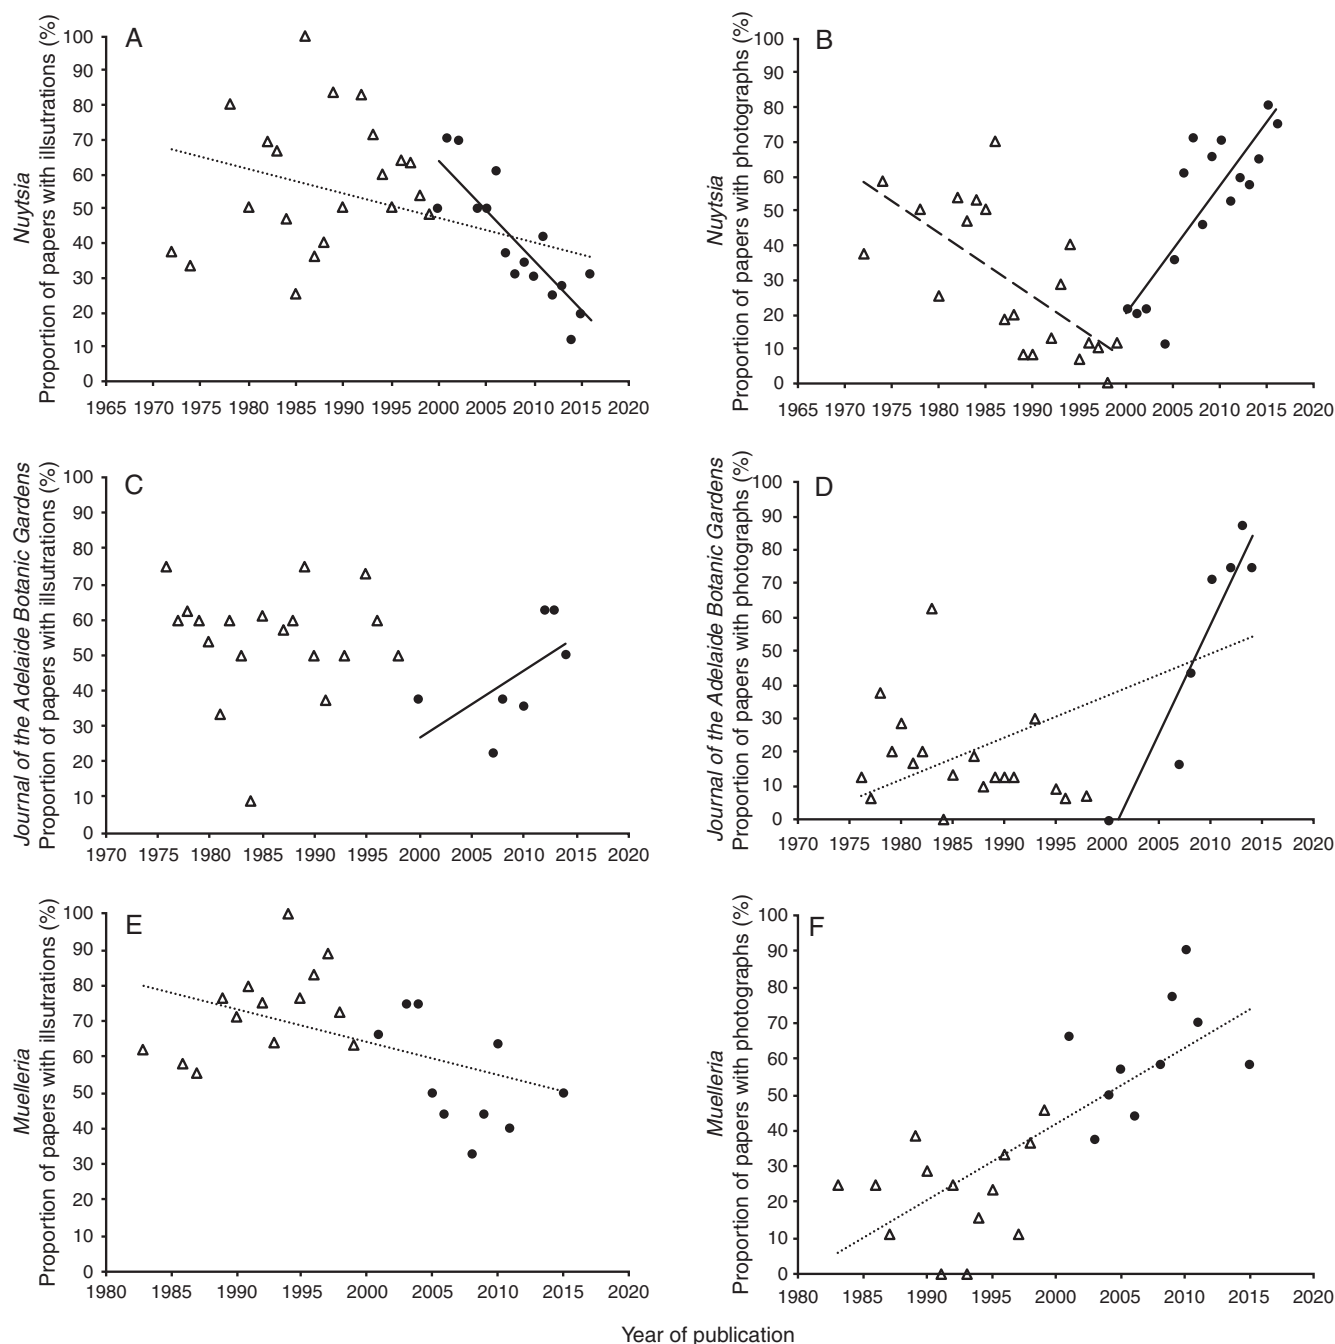 A
Nuytsia
Proportion of papers with illsutrations (%)
100
90
80
70
60
50
40
30
20
10
0
1965 1970 1975 1980 1985 1990 1995 2000 2005 2010 2015 2020
B
Nuytsia
Proportion of papers with photographs (%)
100
90
80
70
60
50
40
30
20
10
0
1965 1970 1975 1980 1985 1990 1995 2000 2005 2010 2015 2020
C
Journal of the Adelaide Botanic Gardens
Proportion of papers with illsutrations (%)
100
90
80
70
60
50
40
30
20
10
0
1970 1975 1980 1985 1990 1995 2000 2005 2010 2015 2020
D
Journal of the Adelaide Botanic Gardens
Proportion of papers with photographs (%)
100
90
80
70
60
50
40
30
20
10
0
1970 1975 1980 1985 1990 1995 2000 2005 2010 2015 2020
E
Muelleria
Proportion of papers with illsutrations (%)
100
90
80
70
60
50
40
30
20
10
0
1980 1985 1990 1995 2000 2005 2010 2015 2020
F
Muelleria
Proportion of papers with photographs (%)
100
90
80
70
60
50
40
30
20
10
0
1980 1985 1990 1995 2000 2005 2010 2015 2020
Year of publication